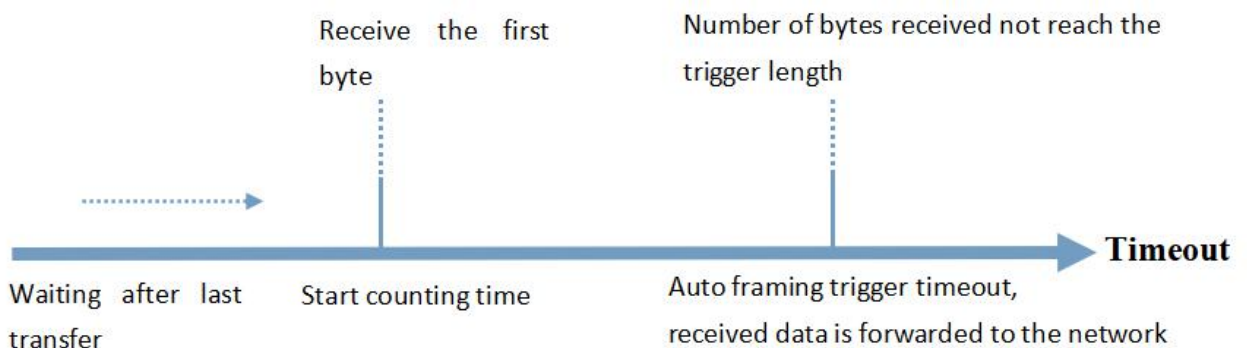 Receive the first
byte
Number of bytes received not reach the
trigger length
Timeout
Waiting after last
transfer
Start counting time
Auto framing trigger timeout,
received data is forwarded to the network